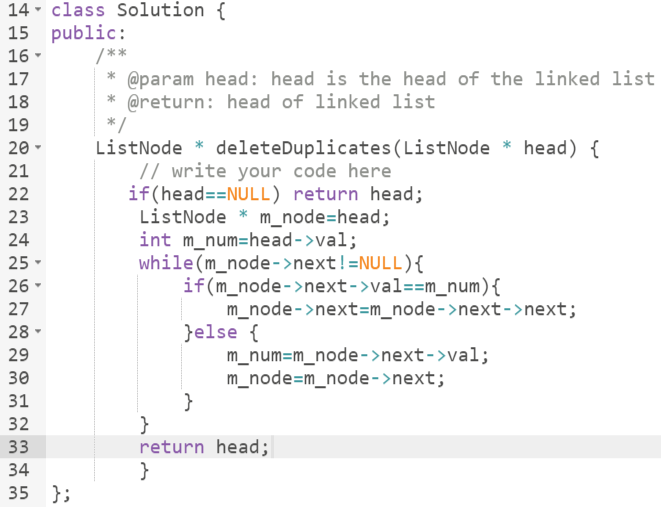 14 class Solution {
15 public:
16     /**
17      * @param head: head is the head of the linked list
18      * @return: head of linked list
19      */
20     ListNode * deleteDuplicates(ListNode * head) {
21         // write your code here
22        if(head==NULL) return head;
23         ListNode * m_node=head;
24         int m_num=head->val;
25         while(m_node->next!=NULL){
26             if(m_node->next->val==m_num){
27                 m_node->next=m_node->next->next;
28             }else {
29                 m_num=m_node->next->val;
30                 m_node=m_node->next;
31             }
32         }
33         return head;
34         }
35 };